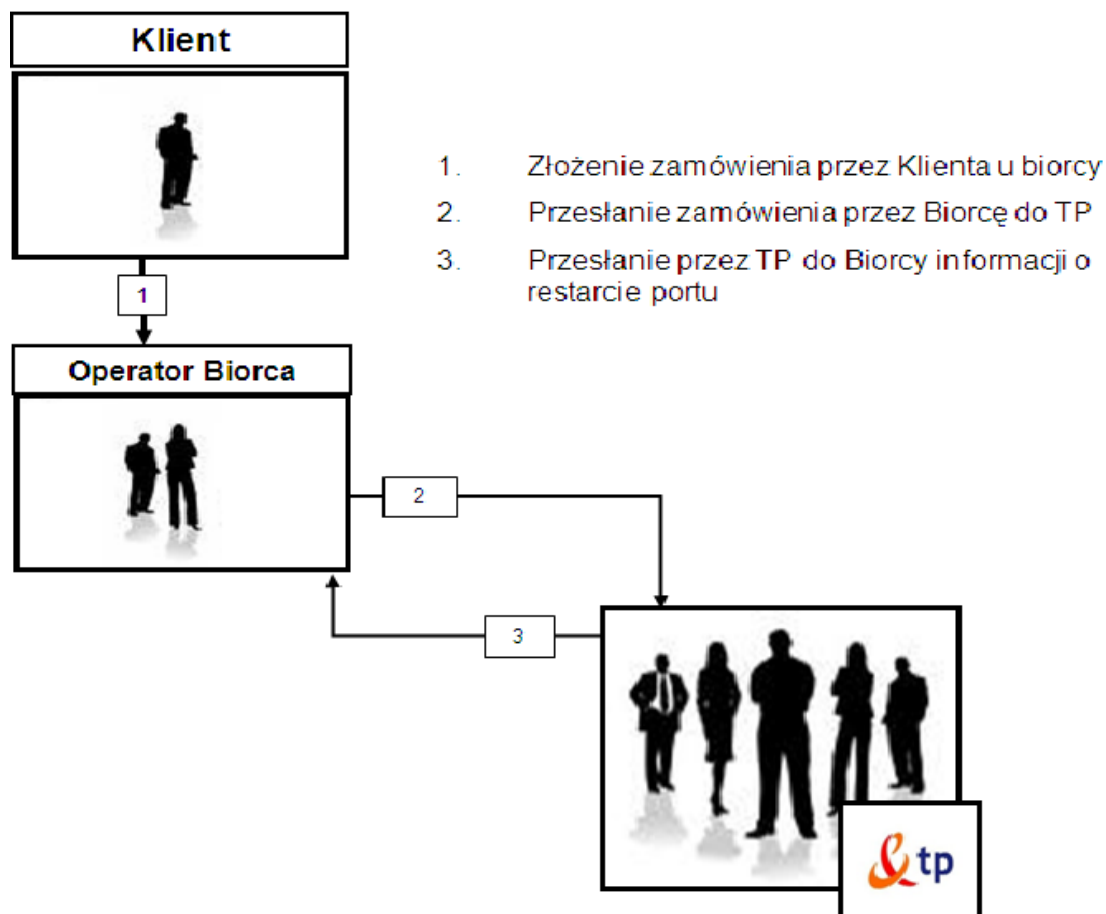 Klient
1. Złożenie zamówienia przez Klienta u biorcy
2. Przesłanie zamówienia przez Biorcę do TP
3. Przesłanie przez TP do Biorcy informacji o
restarcie portu
1
Operator Biorca
2
3
tp